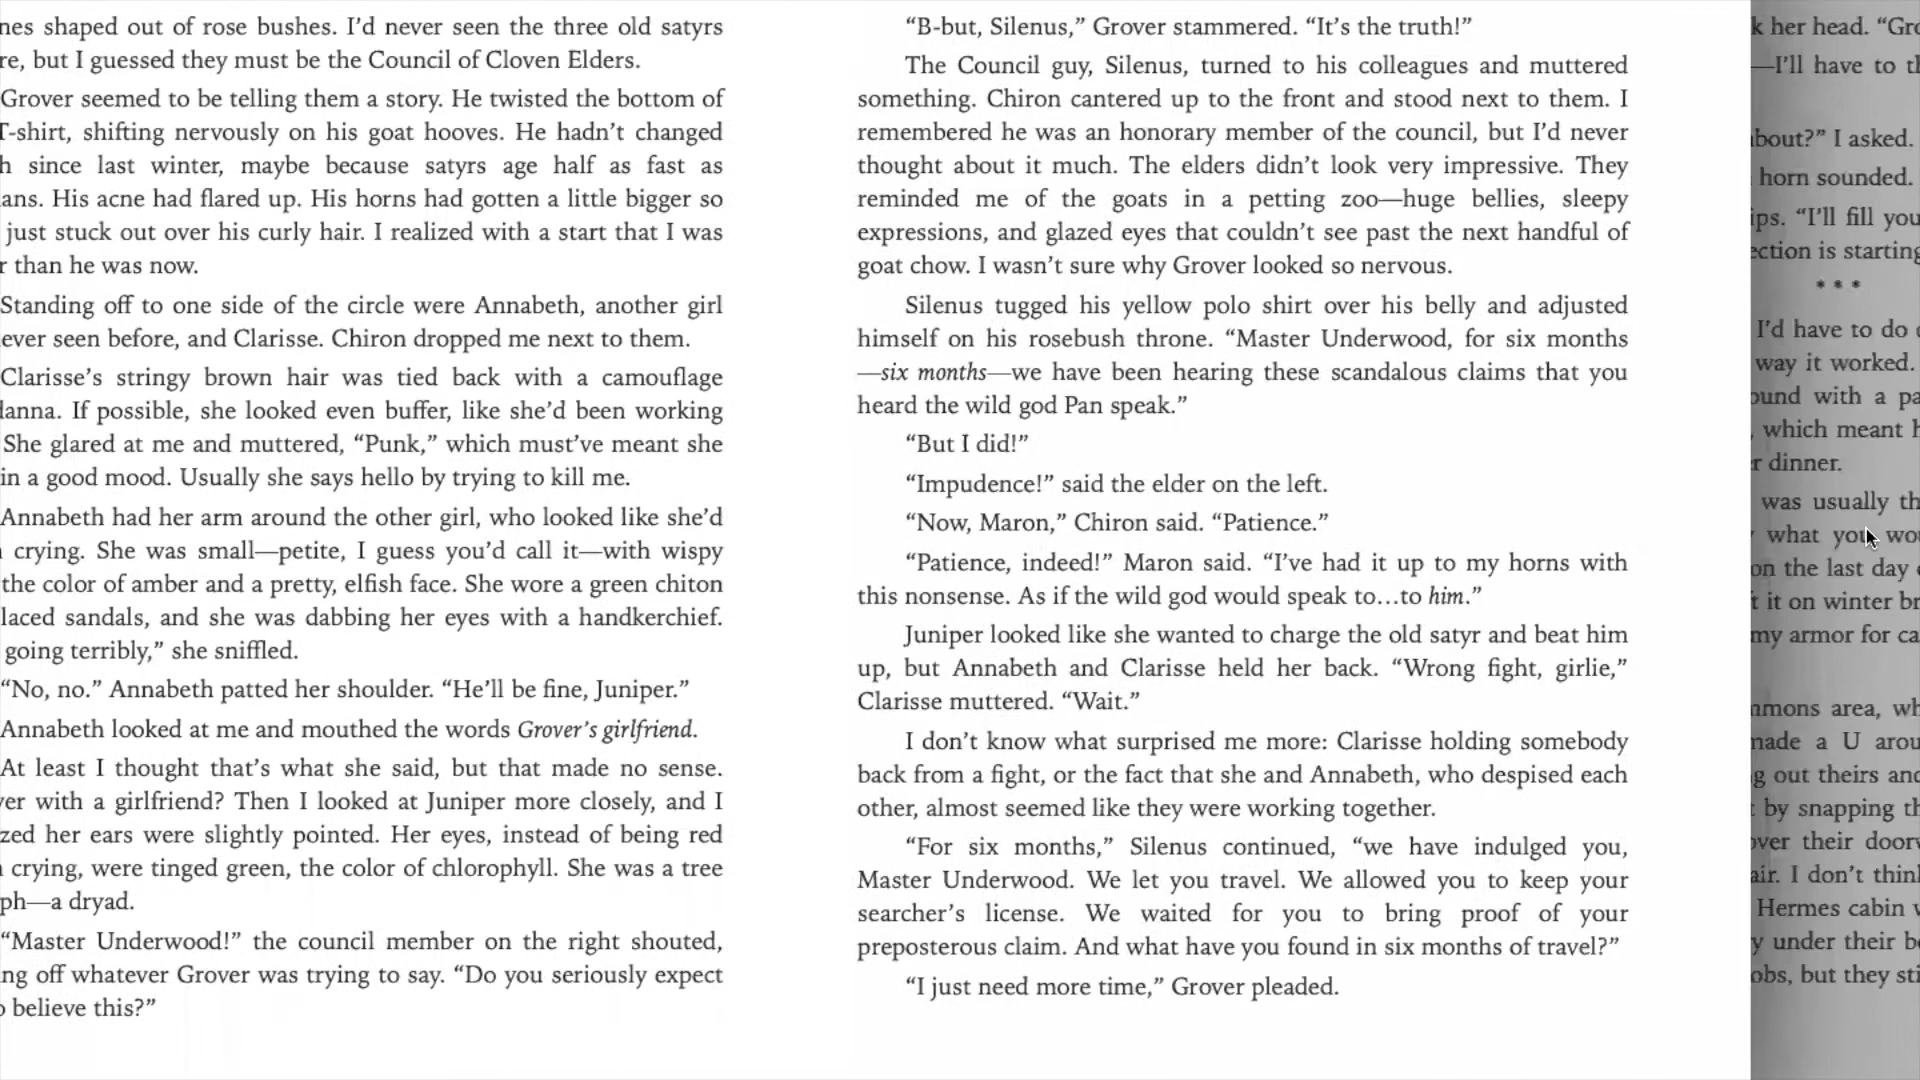 nes shaped out of rose bushes. I’d never seen the three old satyrs
re, but I guessed they must be the Council of Cloven Elders.
Grover seemed to be telling them a story. He twisted the bottom of
T-shirt, shifting nervously on his goat hooves. He hadn’t changed
h since last winter, maybe because satyrs age half as fast as
ans. His acne had flared up. His horns had gotten a little bigger so
just stuck out over his curly hair. I realized with a start that I was
r than he was now.
Standing off to one side of the circle were Annabeth, another girl
ever seen before, and Clarisse. Chiron dropped me next to them.
Clarisse’s stringy brown hair was tied back with a camouflage
danna. If possible, she looked even buffer, like she’d been working
She glared at me and muttered, “Punk,” which must’ve meant she
in a good mood. Usually she says hello by trying to kill me.
Annabeth had her arm around the other girl, who looked like she’d
crying. She was small—petite, I guess you’d call it—with wispy
the color of amber and a pretty, elfish face. She wore a green chiton
laced sandals, and she was dabbing her eyes with a handkerchief.
going terribly,” she sniffled.
“No, no.” Annabeth patted her shoulder. “He’ll be fine, Juniper.”
Annabeth looked at me and mouthed the words Grover’s girlfriend.
At least I thought that’s what she said, but that made no sense.
er with a girlfriend? Then I looked at Juniper more closely, and I
zed her ears were slightly pointed. Her eyes, instead of being red
crying, were tinged green, the color of chlorophyll. She was a tree
ph—a dryad.
“Master Underwood!” the council member on the right shouted,
ng off whatever Grover was trying to say. “Do you seriously expect
o believe this?”
“B-but, Silenus,” Grover stammered. “It’s the truth!”
The Council guy, Silenus, turned to his colleagues and muttered
something. Chiron cantered up to the front and stood next to them. I
remembered he was an honorary member of the council, but I’d never
thought about it much. The elders didn’t look very impressive. They
reminded me of the goats in a petting zoo—huge bellies, sleepy
expressions, and glazed eyes that couldn’t see past the next handful of
goat chow. I wasn’t sure why Grover looked so nervous.
Silenus tugged his yellow polo shirt over his belly and adjusted
himself on his rosebush throne. “Master Underwood, for six months
—six months—we have been hearing these scandalous claims that you
heard the wild god Pan speak.”
“But I did!”
“Impudence!” said the elder on the left.
“Now, Maron,” Chiron said. “Patience.”
“Patience, indeed!” Maron said. “I’ve had it up to my horns with
this nonsense. As if the wild god would speak to…to him.”
Juniper looked like she wanted to charge the old satyr and beat him
up, but Annabeth and Clarisse held her back. “Wrong fight, girlie,”
Clarisse muttered. “Wait.”
I don’t know what surprised me more: Clarisse holding somebody
back from a fight, or the fact that she and Annabeth, who despised each
other, almost seemed like they were working together.
“For six months,” Silenus continued, “we have indulged you,
Master Underwood. We let you travel. We allowed you to keep your
searcher’s license. We waited for you to bring proof of your
preposterous claim. And what have you found in six months of travel?”
“I just need more time,” Grover pleaded.
k her head. “Gro
—I’ll have to th
about?” I asked.
horn sounded.
ips. “I’ll fill you
ection is starting
* * *
I’d have to do
way it worked.
ound with a pa
, which meant h
r dinner.
was usually th
what you wou
on the last day
t it on winter br
my armor for ca
mmons area, wh
made a U arou
g out theirs and
by snapping th
over their doorw
air. I don’t think
Hermes cabin
y under their be
obs, but they sti